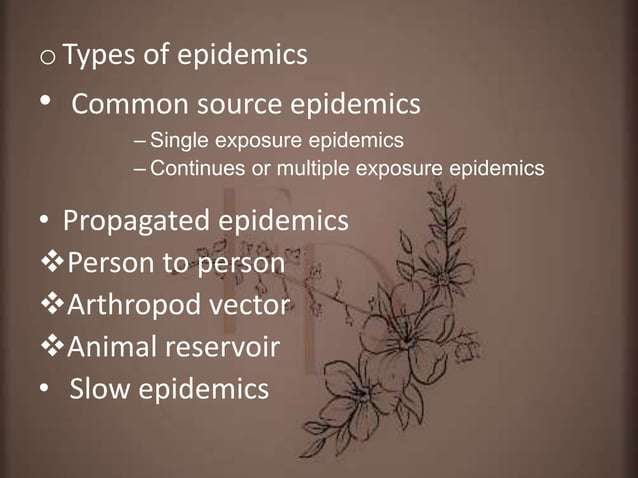 o Types of epidemics
• Common source epidemics
– Single exposure epidemics
– Continues or multiple exposure epidemics
• Propagated epidemics
❖Person to person
❖Arthropod vector
❖Animal reservoir
• Slow epidemics